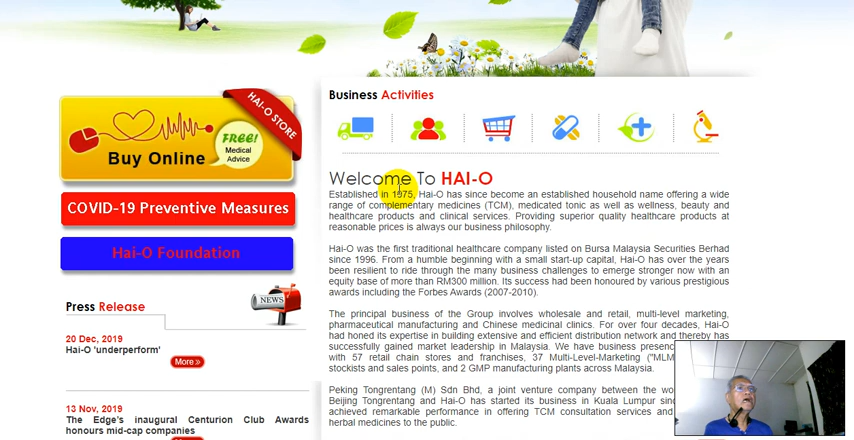 HAI-O STORE
FREE!
Medical
Advice
Buy Online
COVID-19 Preventive Measures
Hai-O Foundation
NEWS
Press Release
20 Dec, 2019
Hai-O 'underperform'
More »
13 Nov, 2019
The Edge's inaugural Centurion Club Awards
honours mid-cap companies
Business Activities
Welcome To HAI-O
Established in 1975, Hai-O has since become an established household name offering a wide
range of complementary medicines (TCM), medicated tonic as well as wellness, beauty and
healthcare products and clinical services. Providing superior quality healthcare products at
reasonable prices is always our business philosophy.
Hai-O was the first traditional healthcare company listed on Bursa Malaysia Securities Berhad
since 1996. From a humble beginning with a small start-up capital, Hai-O has over the years
been resilient to ride through the many business challenges to emerge stronger now with an
equity base of more than RM300 million. Its success had been honoured by various prestigious
awards including the Forbes Awards (2007-2010).
The principal business of the Group involves wholesale and retail, multi-level marketing,
pharmaceutical manufacturing and Chinese medicinal clinics. For over four decades, Hai-O
had honed its expertise in building extensive and efficient distribution network and thereby has
successfully gained market leadership in Malaysia. We have business
with 57 retail chain stores and franchises, 37 Multi-Level-Marketing
stockists and sales points, and 2 GMP manufacturing plants across Malaysia.
Peking Tongrentang (M) Sdn Bhd, a joint venture company between the
Beijing Tongrentang and Hai-O has started its business in Kuala Lumpur
achieved remarkable performance in offering TCM consultation services and
herbal medicines to the public.